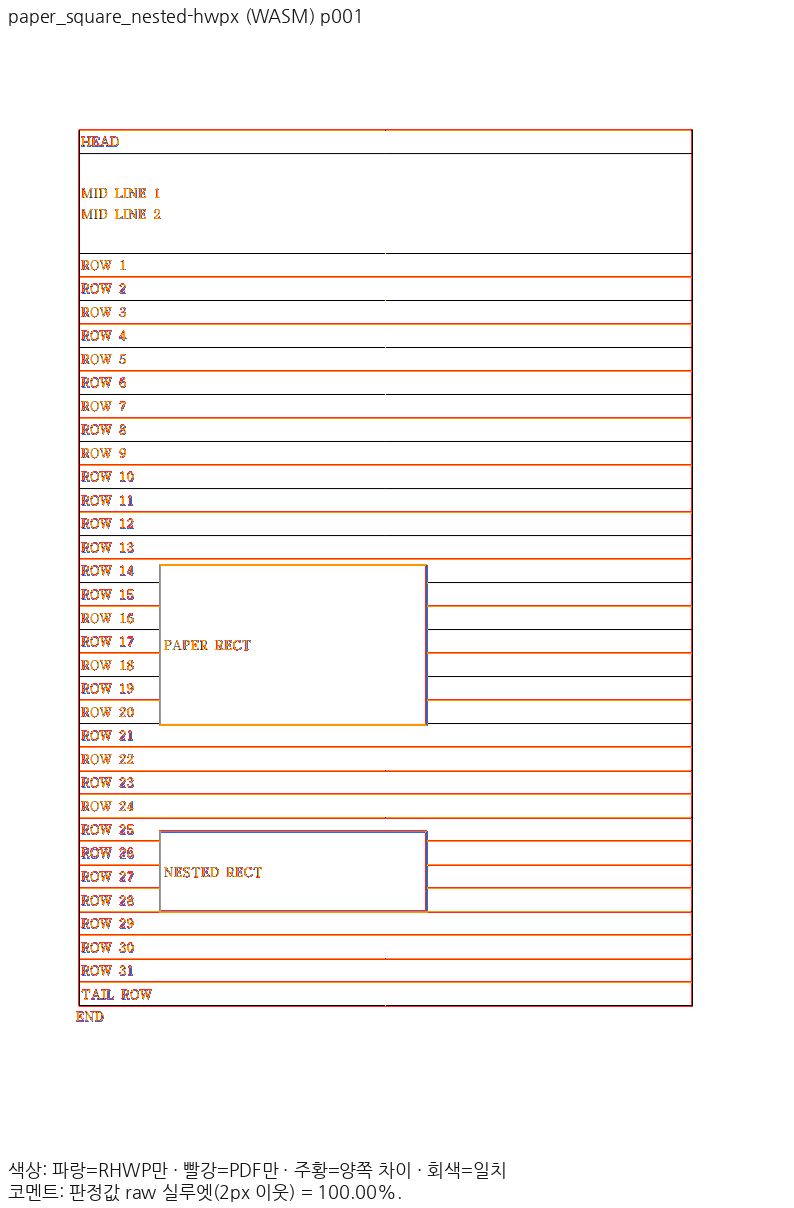 paper_square_nested-hwpx (WASM) p001
HEAD
MID LINE 1
MID LINE 2
ROW 1
ROW 2
ROW 3
ROW 4
ROW 5
ROW 6
ROW 7
ROW 8
ROW 9
ROW 10
ROW 11
ROW 12
ROW 13
ROW 14
ROW 15
ROW 16
ROW 17
PAPER RECT
ROW 18
ROW 19
ROW 20
ROW 21
ROW 22
ROW 23
ROW 24
ROW 25
ROW 26
NESTED RECT
ROW 27
ROW 28
ROW 29
ROW 30
ROW 31
TAIL ROW
END
색상: 파랑=RHWP만 · 빨강=PDF만 · 주황=양쪽 차이 · 회색=일치
코멘트: 판정값 raw 실루엣(2px 이웃) = 100.00%.